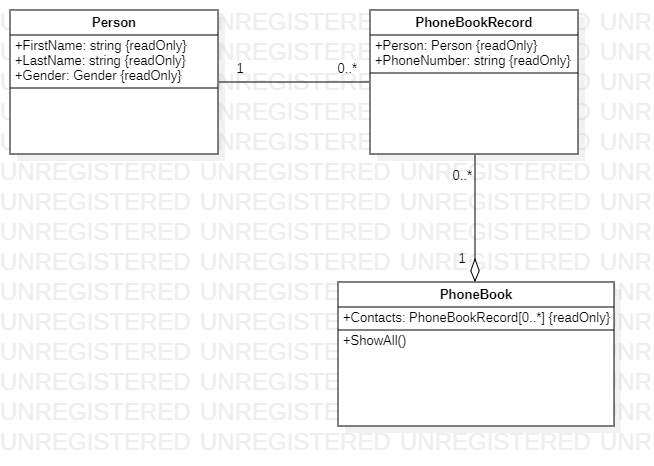 Person
+FirstName: string {readOnly}
+LastName: string {readOnly}
+Gender: Gender {readOnly}
PhoneBookRecord
+Person: Person {readOnly}
+PhoneNumber: string {readOnly}
1
0..*
0..*
1
PhoneBook
+Contacts: PhoneBookRecord[0..*] {readOnly}
+ShowAll()
UNREGISTERED UNREGISTERED UNREGISTERED UNR